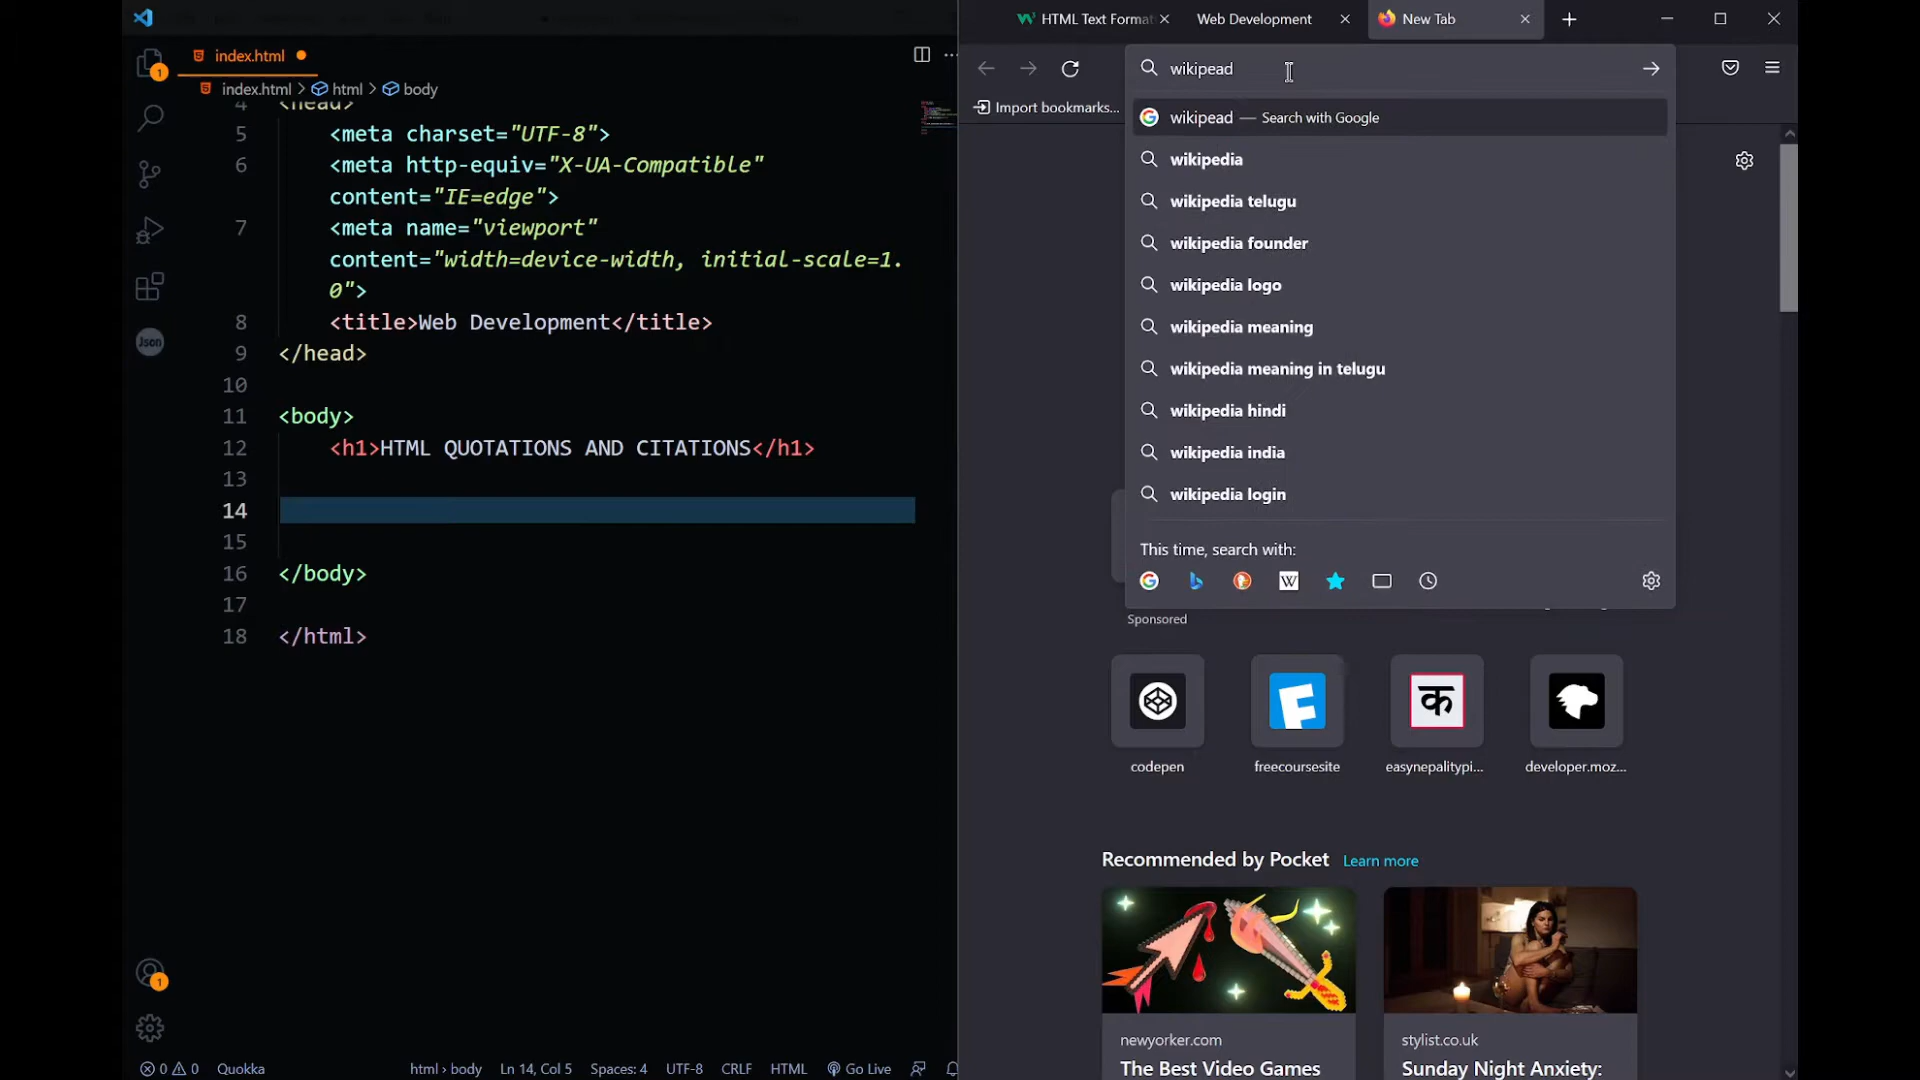 index.html
index.html > html > body
4 <head>
5 <meta charset="UTF-8">
6 <meta http-equiv="X-UA-Compatible"
content="IE=edge">
7 <meta name="viewport"
content="width=device-width, initial-scale=1.
0">
8 <title>Web Development</title>
9 </head>
10
11 <body>
12 <h1>HTML QUOTATIONS AND CITATIONS</h1>
13
14
15
16 </body>
17
18 </html>
1
Json
1
0 0 Quokka html › body Ln 14, Col 5 Spaces: 4 UTF-8 CRLF HTML Go Live
HTML Text Format
Web Development
New Tab
wikipead
Import bookmarks...
wikipead — Search with Google
wikipedia
wikipedia telugu
wikipedia founder
wikipedia logo
wikipedia meaning
wikipedia meaning in telugu
wikipedia hindi
wikipedia india
wikipedia login
This time, search with:
W
Sponsored
क
codepen freecoursesite easynepalitypi... developer.moz...
Recommended by Pocket Learn more
newyorker.com
The Best Video Games
stylist.co.uk
Sunday Night Anxiety: